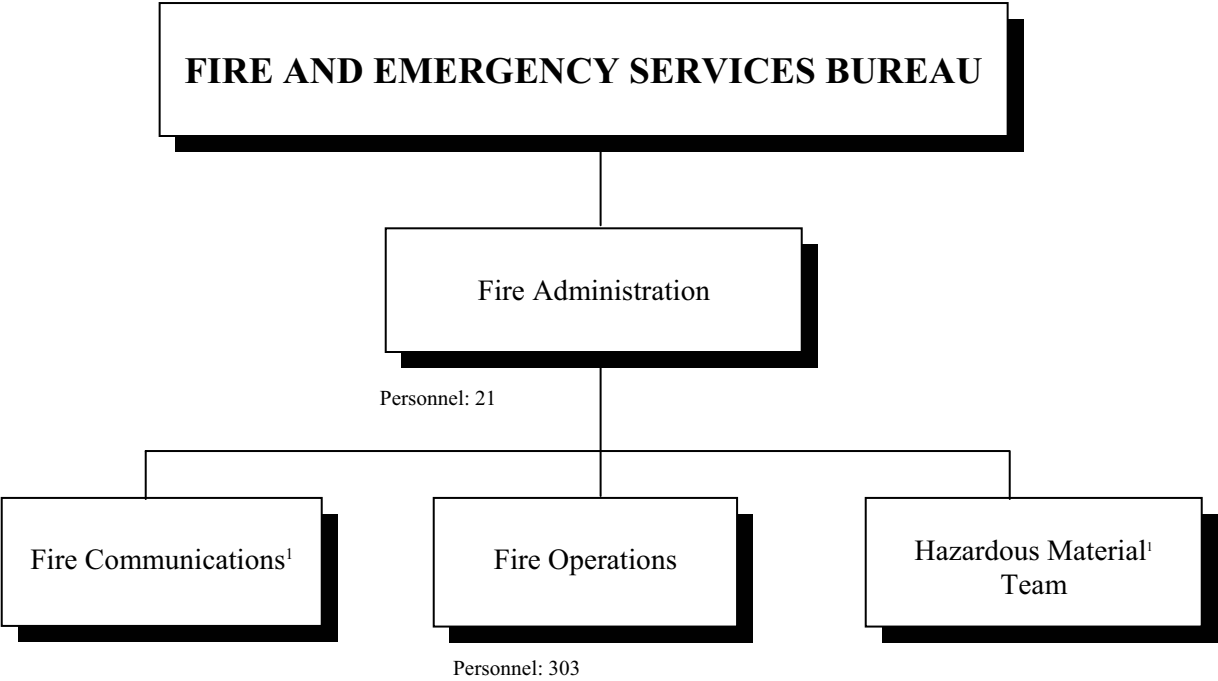 FIRE AND EMERGENCY SERVICES BUREAU
Fire Administration
Personnel: 21
Fire Communications¹
Fire Operations
Hazardous Material¹
Team
Personnel: 303